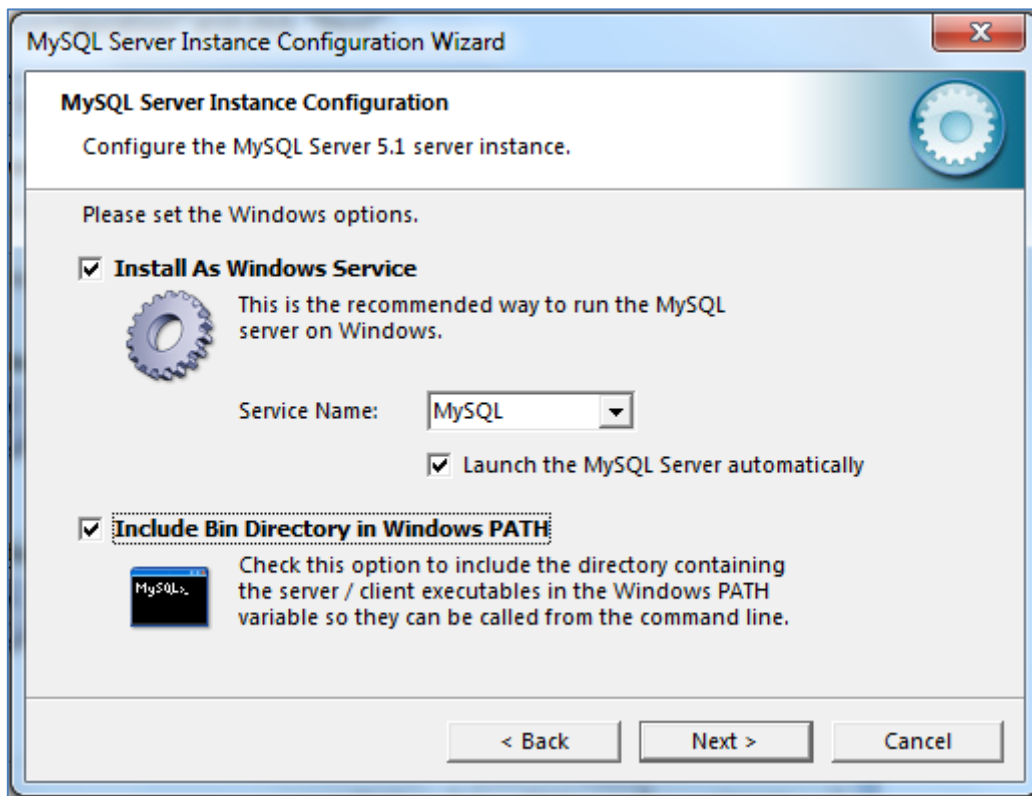 MySQL Server Instance Configuration Wizard
MySQL Server Instance Configuration
Configure the MySQL Server 5.1 server instance.
Please set the Windows options.
Install As Windows Service
This is the recommended way to run the MySQL
server on Windows.
Service Name: MySQL
Launch the MySQL Server automatically
Include Bin Directory in Windows PATH
MySQL>_
Check this option to include the directory containing
the server / client executables in the Windows PATH
variable so they can be called from the command line.
< Back Next > Cancel